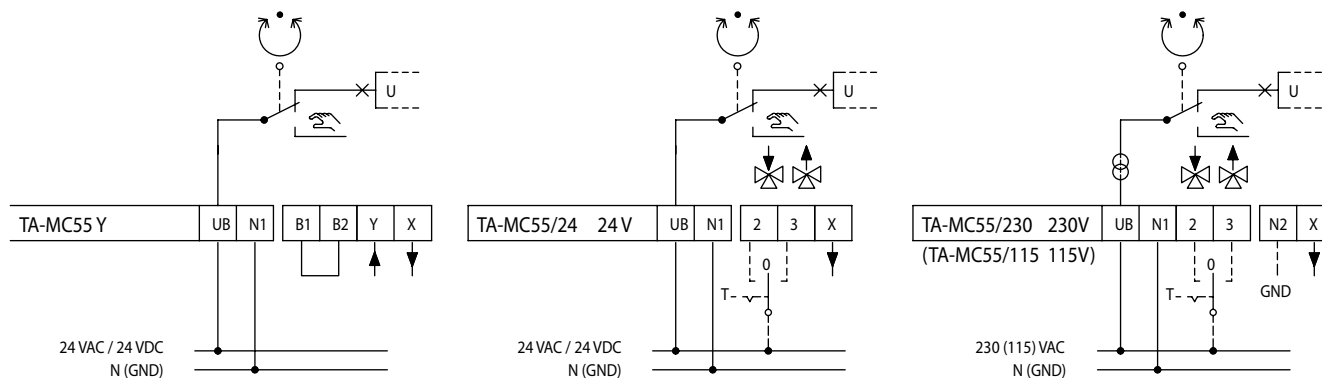 U
U
U
TA-MC55 Y UB N1 B1 B2 Y X
TA-MC55/24 24 V UB N1 2 3 X
TA-MC55/230 230V UB N1 2 3 N2 X
(TA-MC55/115 115V)
0
0
T
T
GND
24 VAC / 24 VDC
N (GND)
24 VAC / 24 VDC
N (GND)
230 (115) VAC
N (GND)